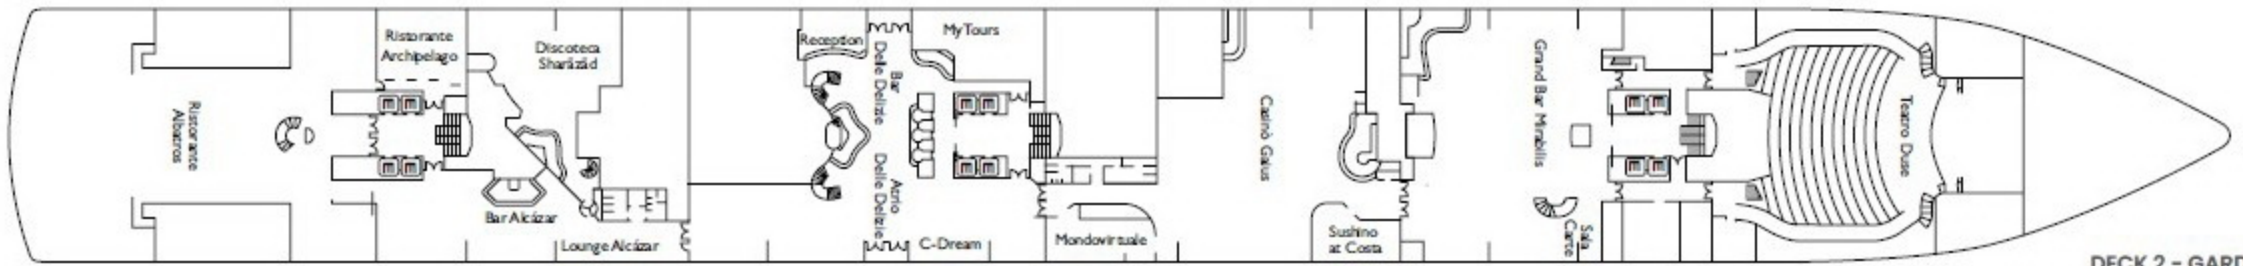 Ristorante
Albatros
Ristorante
Archipelago
Discoteca
Sharāzād
Bar Alcázar
Lounge Alcázar
Reception
Bar
Delle Delizie
Atrio
Delle Delizie
MyTours
C-Dream
Mondovirtuale
Casinò Gaius
Sushino
at Costa
Grand Bar Mirabilis
Sala
Carte
Teatro Duse
DECK 2 - GARD